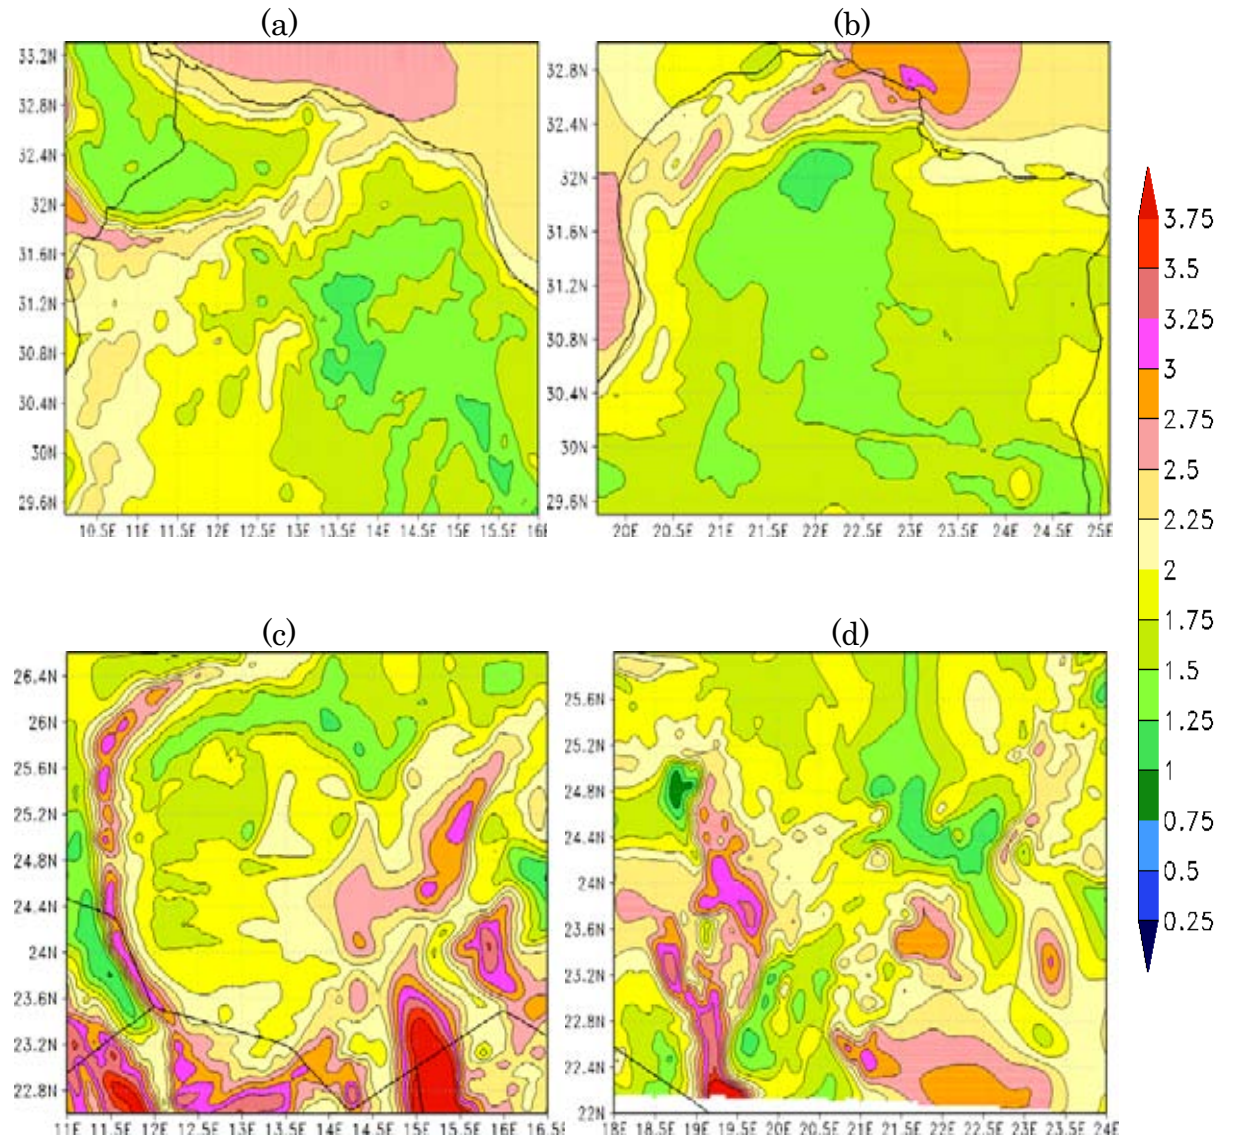 (a)
(b)
33.2N
32.8N
32.4N
32N
31.6N
31.2N
30.8N
30.4N
30N
29.6N
10.5E 11E 11.5E 12E 12.5E 13E 13.5E 14E 14.5E 15E 15.5E 16E
32.8N
32.4N
32N
31.6N
31.2N
30.8N
30.4N
30N
29.6N
20E 20.5E 21E 21.5E 22E 22.5E 23E 23.5E 24E 24.5E 25E
(c)
(d)
26.4N
26N
25.6N
25.2N
24.8N
24.4N
24N
23.6N
23.2N
22.8N
11E 11.5E 12E 12.5E 13E 13.5E 14E 14.5E 15E 15.5E 16E 16.5
25.6N
25.2N
24.8N
24.4N
24N
23.6N
23.2N
22.8N
22.4N
22N
18E 18.5E 19E 19.5E 20E 20.5E 21E 21.5E 22E 22.5E 23E 23.5E 24E
3.75
3.5
3.25
3
2.75
2.5
2.25
2
1.75
1.5
1.25
1
0.75
0.5
0.25